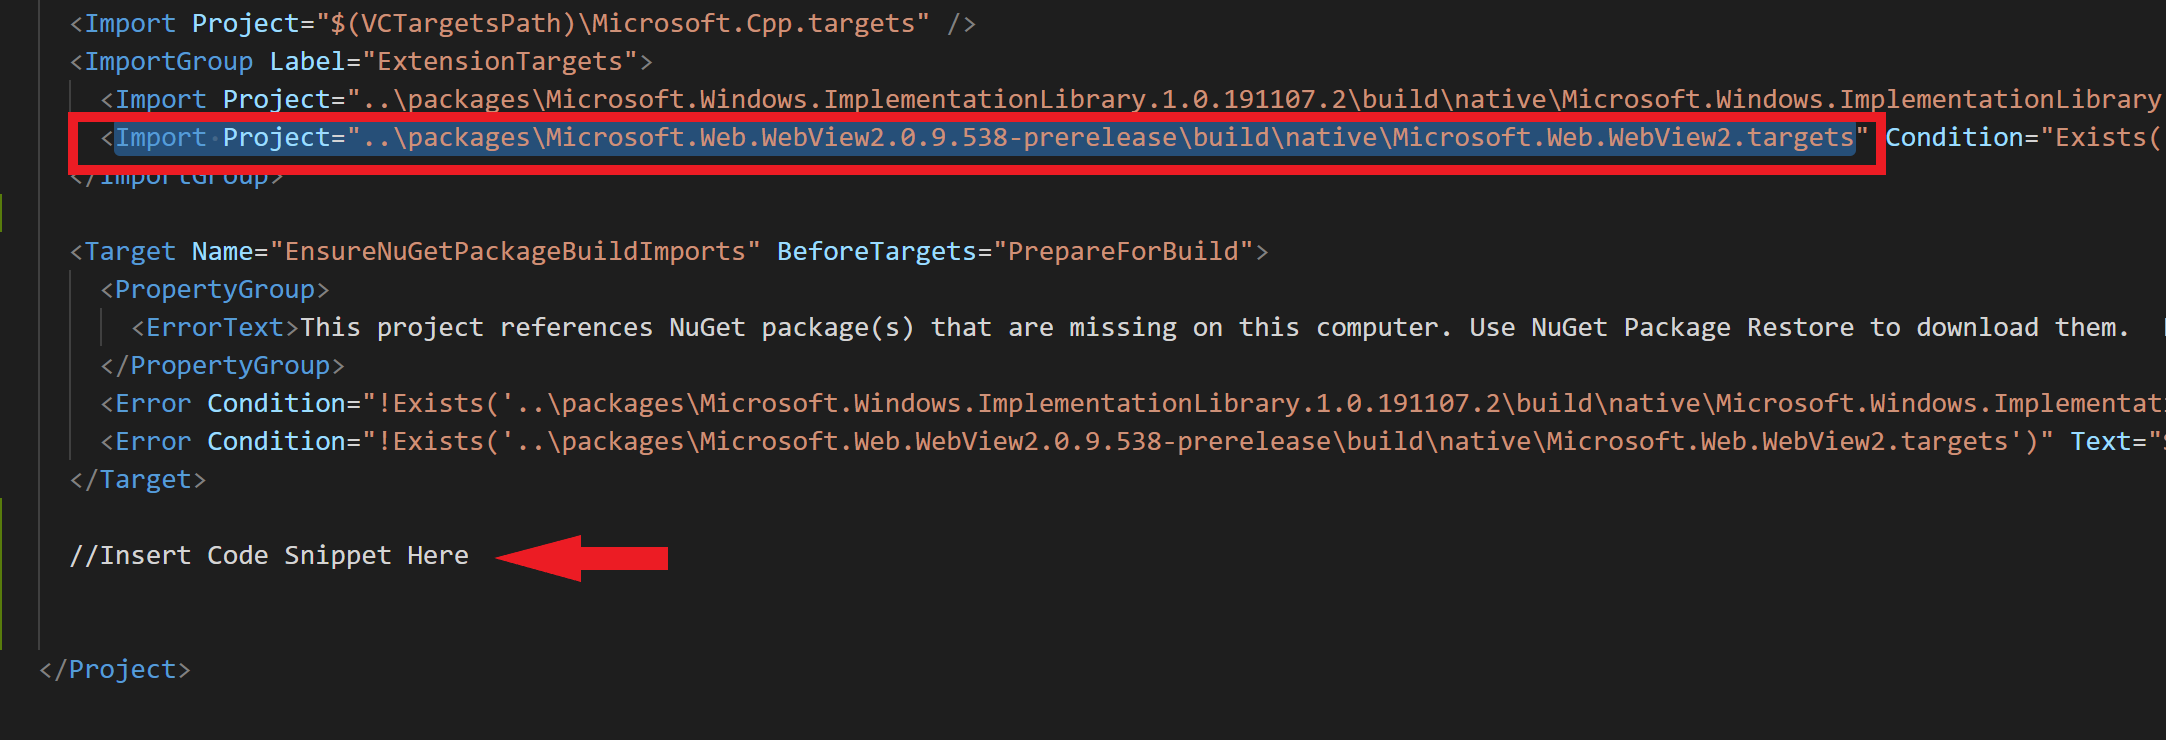 <Import Project="$(VCTargetsPath)\Microsoft.Cpp.targets" />
<ImportGroup Label="ExtensionTargets">
<Import Project="..\packages\Microsoft.Windows.ImplementationLibrary.1.0.191107.2\build\native\Microsoft.Windows.ImplementationLibrary
<Import Project="..\packages\Microsoft.Web.WebView2.0.9.538-prerelease\build\native\Microsoft.Web.WebView2.targets" Condition="Exists(
</ImportGroup>
<Target Name="EnsureNuGetPackageBuildImports" BeforeTargets="PrepareForBuild">
<PropertyGroup>
<ErrorText>This project references NuGet package(s) that are missing on this computer. Use NuGet Package Restore to download them.
</PropertyGroup>
<Error Condition="!Exists('..\packages\Microsoft.Windows.ImplementationLibrary.1.0.191107.2\build\native\Microsoft.Windows.Implementat
<Error Condition="!Exists('..\packages\Microsoft.Web.WebView2.0.9.538-prerelease\build\native\Microsoft.Web.WebView2.targets')" Text="
</Target>
//Insert Code Snippet Here
</Project>